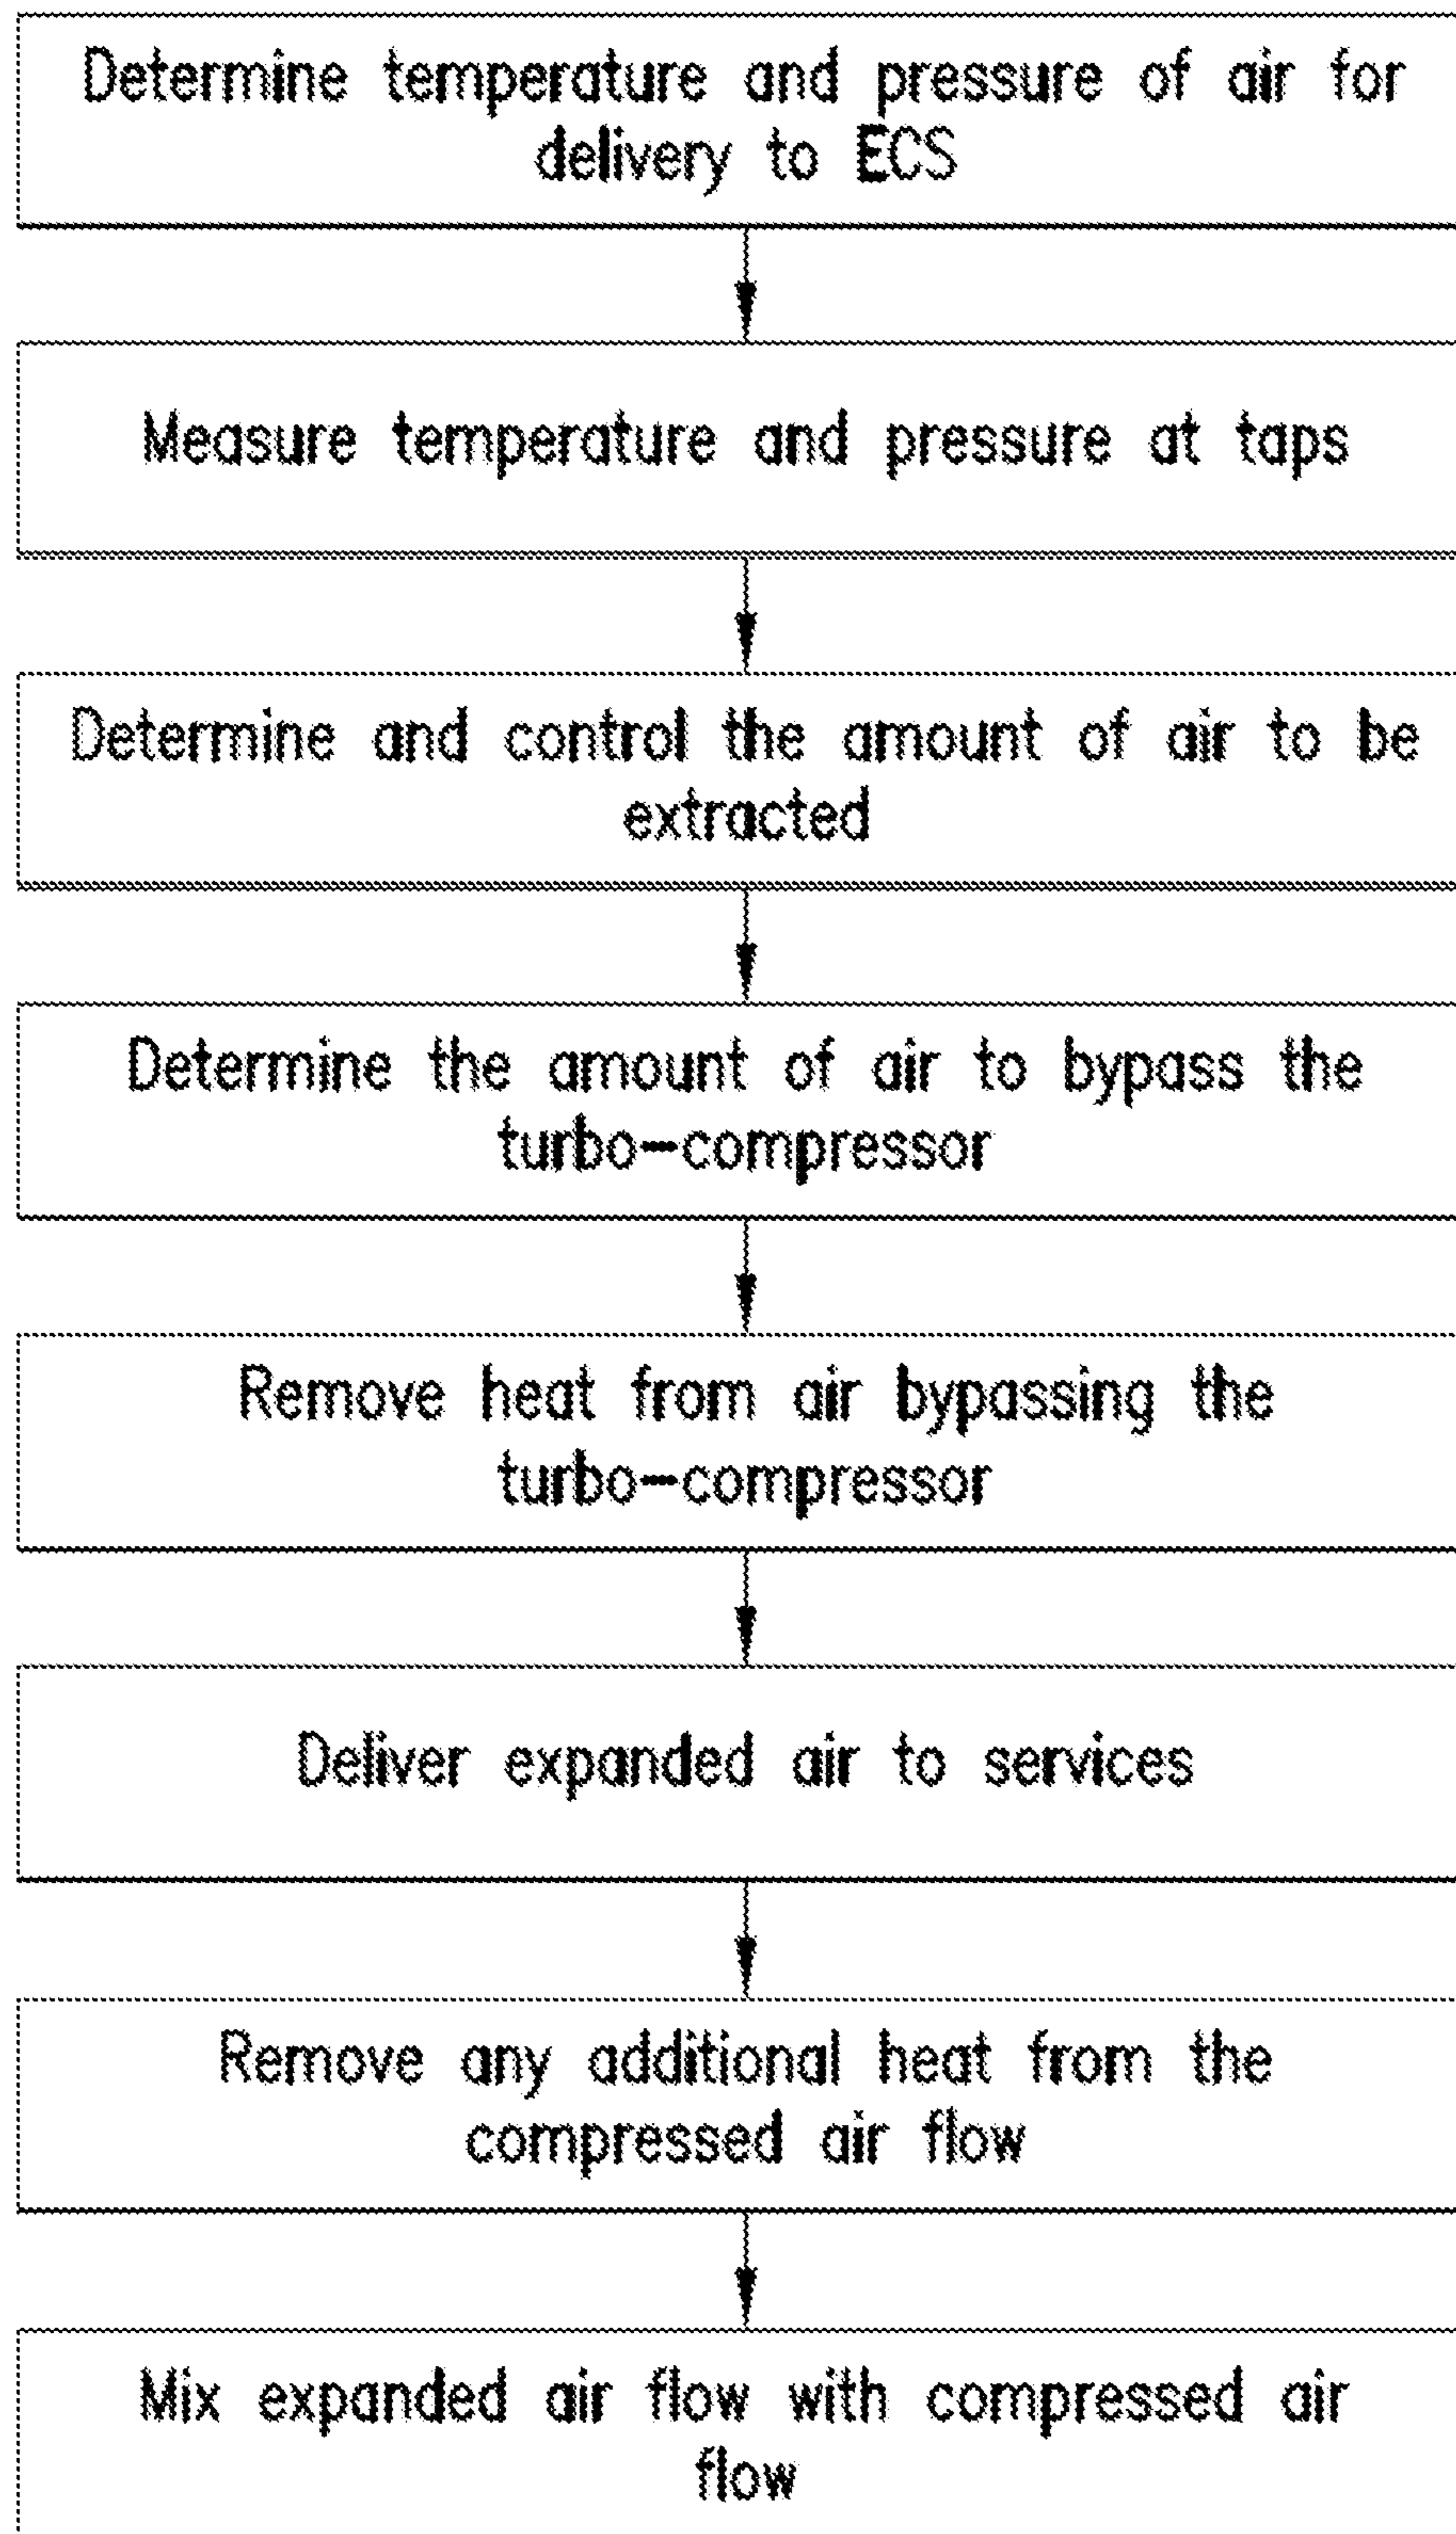 Determine temperature and pressure of air for
delivery to ECS
Measure temperature and pressure at taps
Determine and control the amount of air to be
extracted
Determine the amount of air to bypass the
turbo-compressor
Remove heat from air bypassing the
turbo-compressor
Deliver expanded air to services
Remove any additional heat from the
compressed air flow
Mix expanded air flow with compressed air
flow